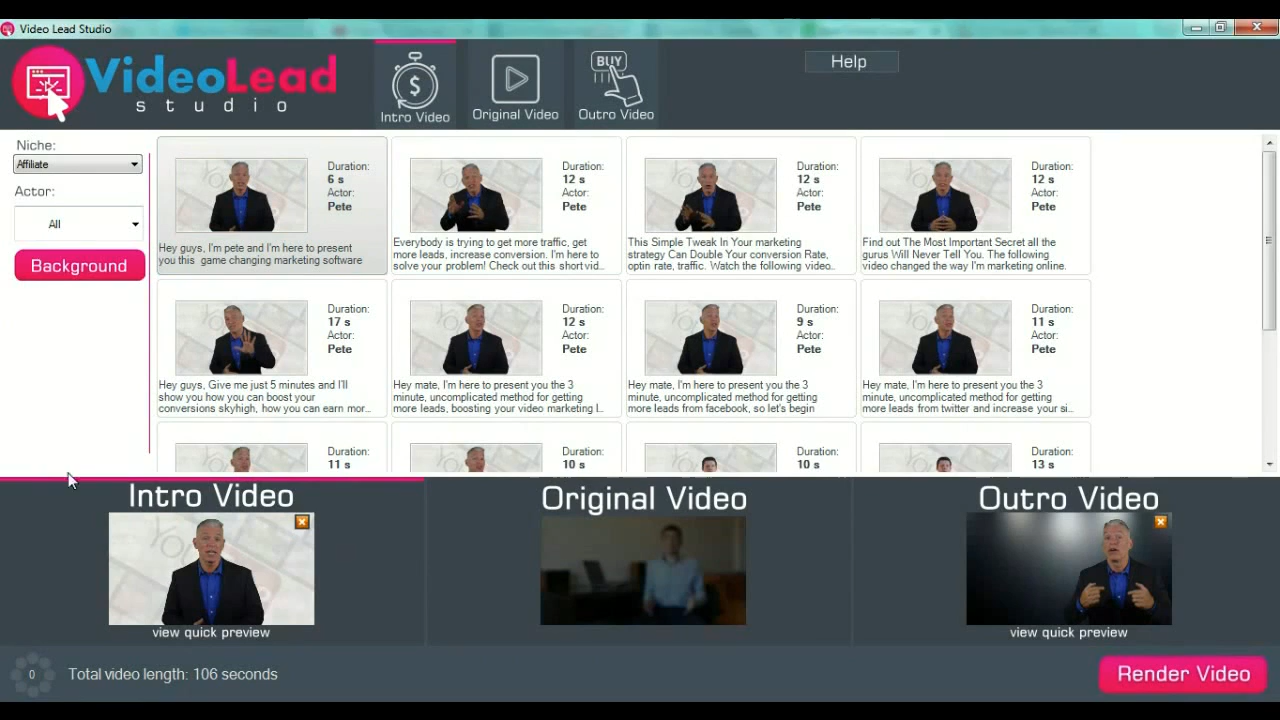 Video Lead Studio
VideoLead
studio
Intro Video
Original Video
BUY
Outro Video
Help
Niche:
Affiliate
Actor:
All
Background
Duration:
6 s
Actor:
Pete
Hey guys, I'm pete and I'm here to present
you this game changing marketing software
Duration:
12 s
Actor:
Pete
Everybody is trying to get more traffic, get
more leads, increase conversion. I'm here to
solve your problem! Check out this short vid...
Duration:
12 s
Actor:
Pete
This Simple Tweak In Your marketing
strategy Can Double Your conversion Rate,
optin rate, traffic. Watch the following video...
Duration:
12 s
Actor:
Pete
Find out The Most Important Secret all the
gurus Will Never Tell You. The following
video changed the way I'm marketing online.
Duration:
17 s
Actor:
Pete
Hey guys, Give me just 5 minutes and I'll
show you how you can boost your
conversions skyhigh, how you can earn mor...
Duration:
12 s
Actor:
Pete
Hey mate, I'm here to present you the 3
minute, uncomplicated method for getting
more leads, boosting your video marketing l...
Duration:
9 s
Actor:
Pete
Hey mate, I'm here to present you the 3
minute, uncomplicated method for getting
more leads from facebook, so let's begin
Duration:
11 s
Actor:
Pete
Hey mate, I'm here to present you the 3
minute, uncomplicated method for getting
more leads from twitter and increase your si...
Duration:
11 s
Duration:
10 s
Duration:
10 s
Duration:
13 s
Intro Video
view quick preview
Original Video
Outro Video
view quick preview
0
Total video length: 106 seconds
Render Video